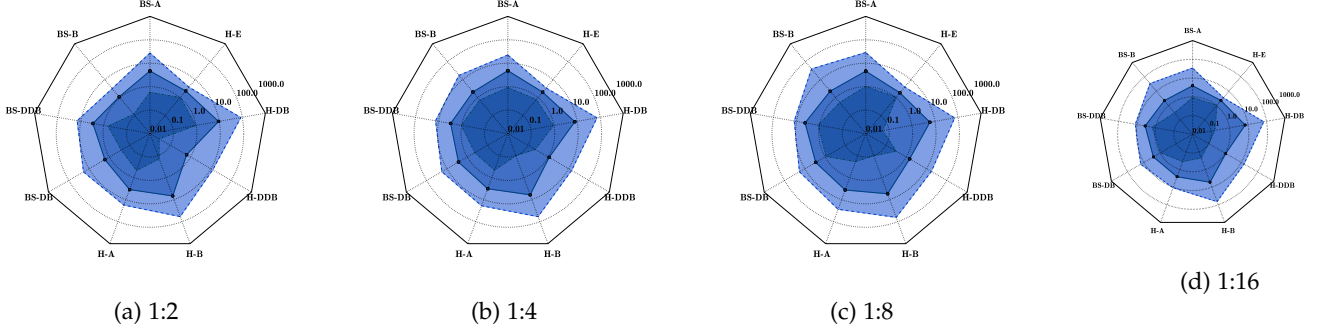 BS-A
H-E
BS-B
1000.0
100.0
10.0
1.0
0.1
0.01
H-DB
BS-DDB
BS-DB
H-DDB
H-A
H-B
(a) 1:2
BS-A
H-E
BS-B
1000.0
100.0
10.0
1.0
0.1
0.01
H-DB
BS-DDB
BS-DB
H-DDB
H-A
H-B
(b) 1:4
BS-A
H-E
BS-B
1000.0
100.0
10.0
1.0
0.1
0.01
H-DB
BS-DDB
BS-DB
H-DDB
H-A
H-B
(c) 1:8
BS-A
H-E
BS-B
1000.0
100.0
10.0
1.0
0.1
0.01
H-DB
BS-DDB
BS-DB
H-DDB
H-A
H-B
(d) 1:16